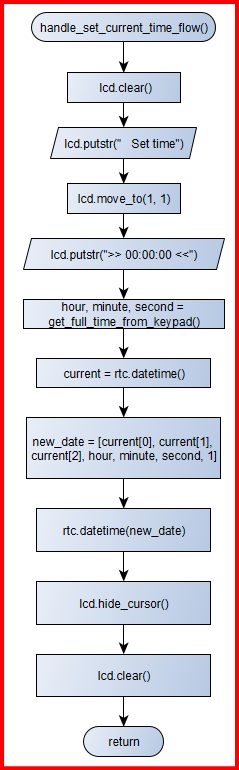 handle_set_current_time_flow()
lcd.clear()
lcd.putstr("   Set time")
lcd.move_to(1, 1)
lcd.putstr(">> 00:00:00 <<")
hour, minute, second =
get_full_time_from_keypad()
current = rtc.datetime()
new_date = [current[0], current[1],
current[2], hour, minute, second, 1]
rtc.datetime(new_date)
lcd.hide_cursor()
lcd.clear()
return